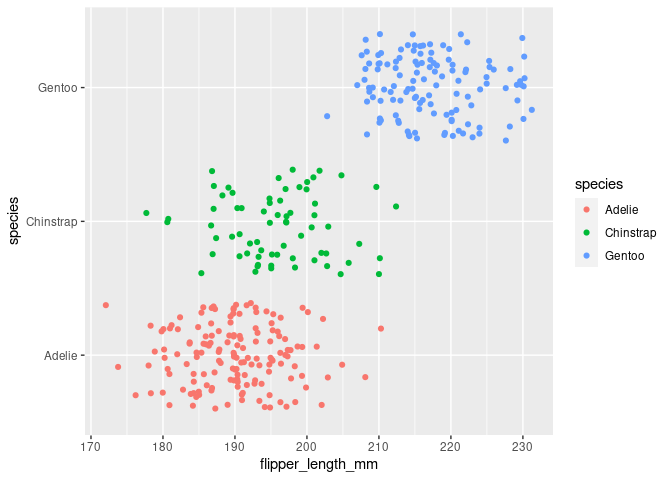 Gentoo
Chinstrap
Adelie
species
170 180 190 200 210 220 230
flipper_length_mm
species
Adelie
Chinstrap
Gentoo